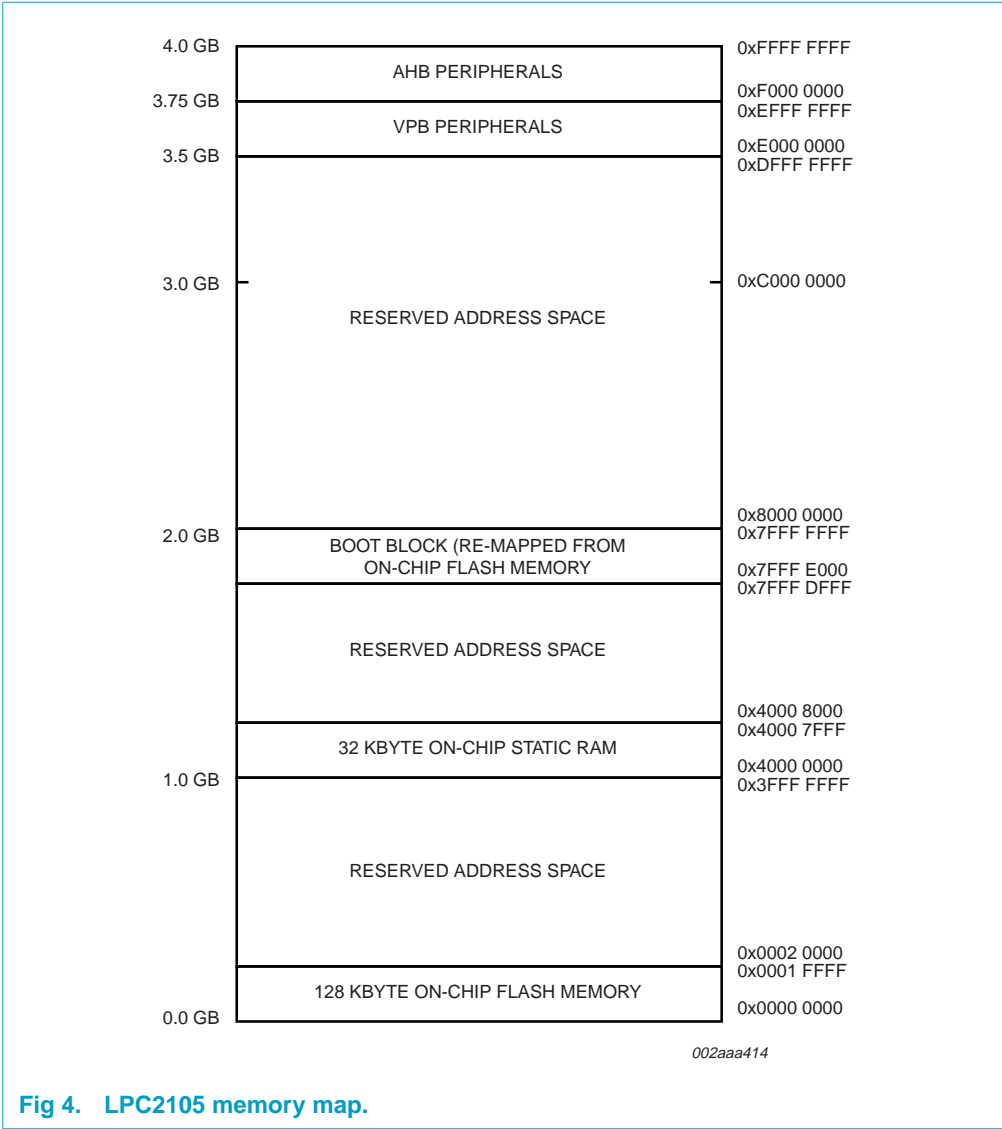 4.0 GB
0xFFFF FFFF
AHB PERIPHERALS
0xF000 0000
3.75 GB
0xEFFF FFFF
VPB PERIPHERALS
0xE000 0000
3.5 GB
0xDFFF FFFF
3.0 GB
0xC000 0000
RESERVED ADDRESS SPACE
0x8000 0000
2.0 GB
0x7FFF FFFF
BOOT BLOCK (RE-MAPPED FROM
ON-CHIP FLASH MEMORY
0x7FFF E000
0x7FFF DFFF
RESERVED ADDRESS SPACE
0x4000 8000
0x4000 7FFF
32 KBYTE ON-CHIP STATIC RAM
0x4000 0000
1.0 GB
0x3FFF FFFF
RESERVED ADDRESS SPACE
0x0002 0000
0x0001 FFFF
128 KBYTE ON-CHIP FLASH MEMORY
0x0000 0000
0.0 GB
002aaa414
Fig 4. LPC2105 memory map.